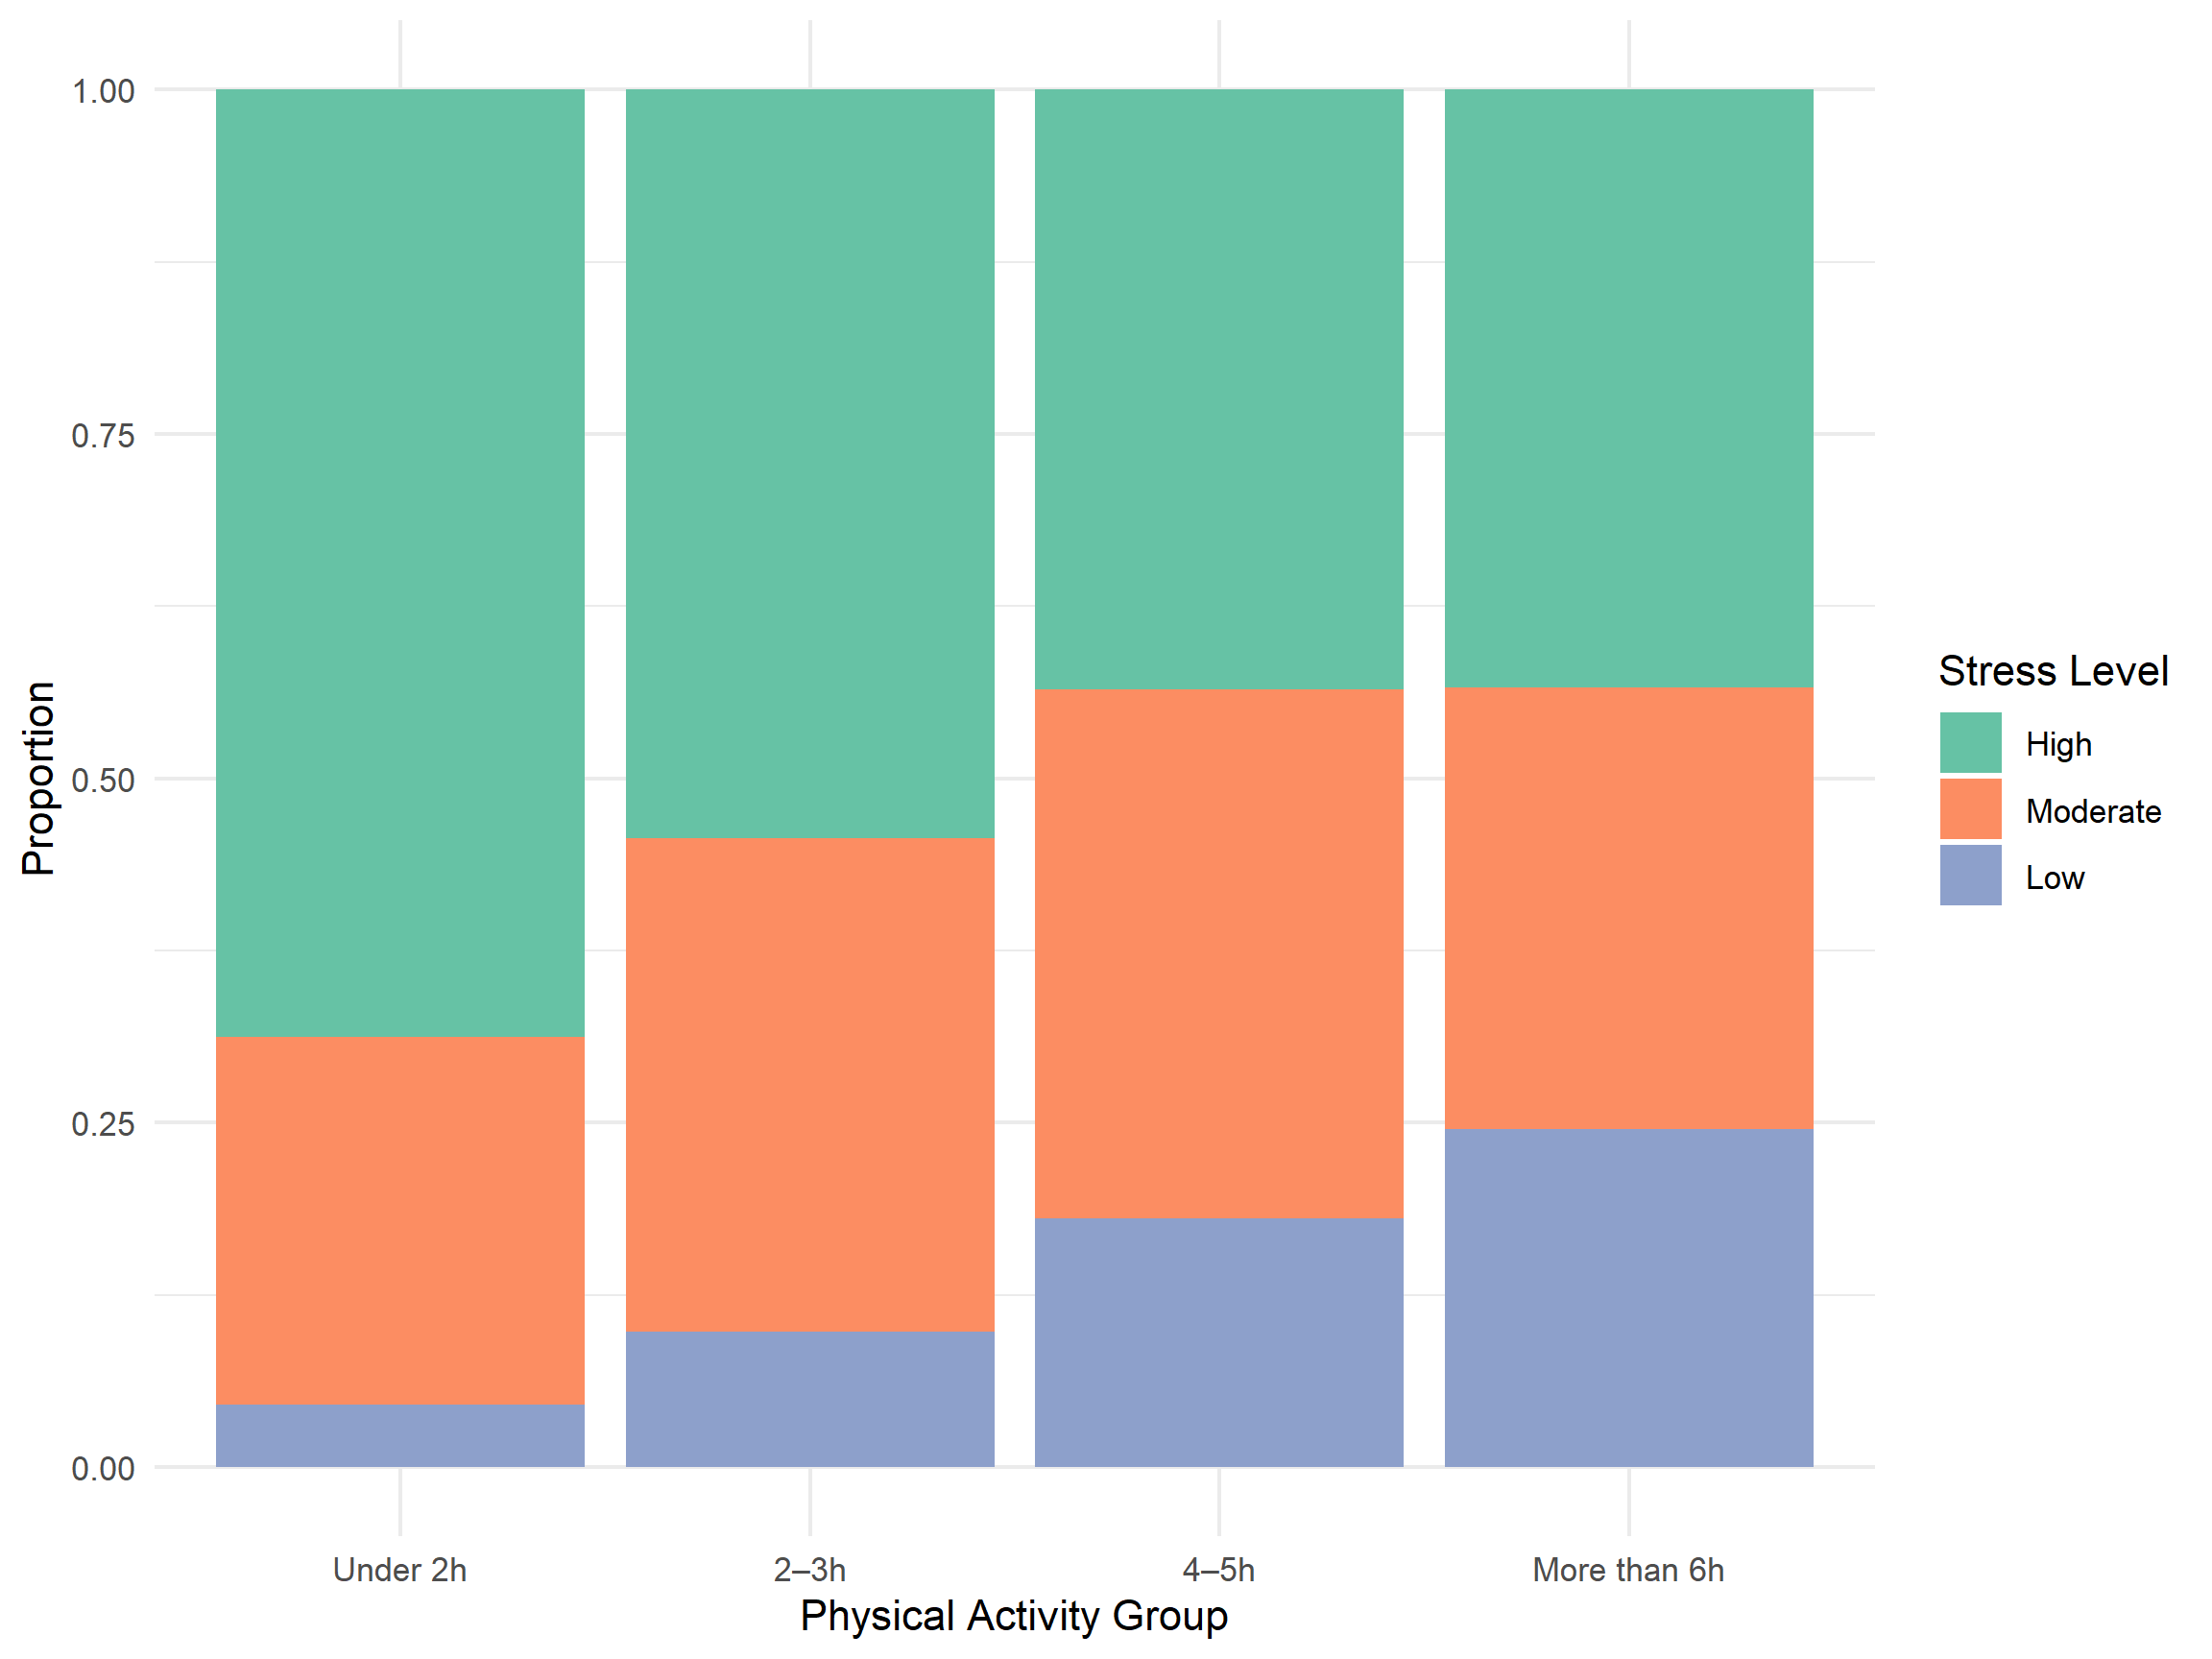 1.00
0.75
0.50
0.25
0.00
Proportion
Under 2h
2–3h
4–5h
More than 6h
Physical Activity Group
Stress Level
High
Moderate
Low